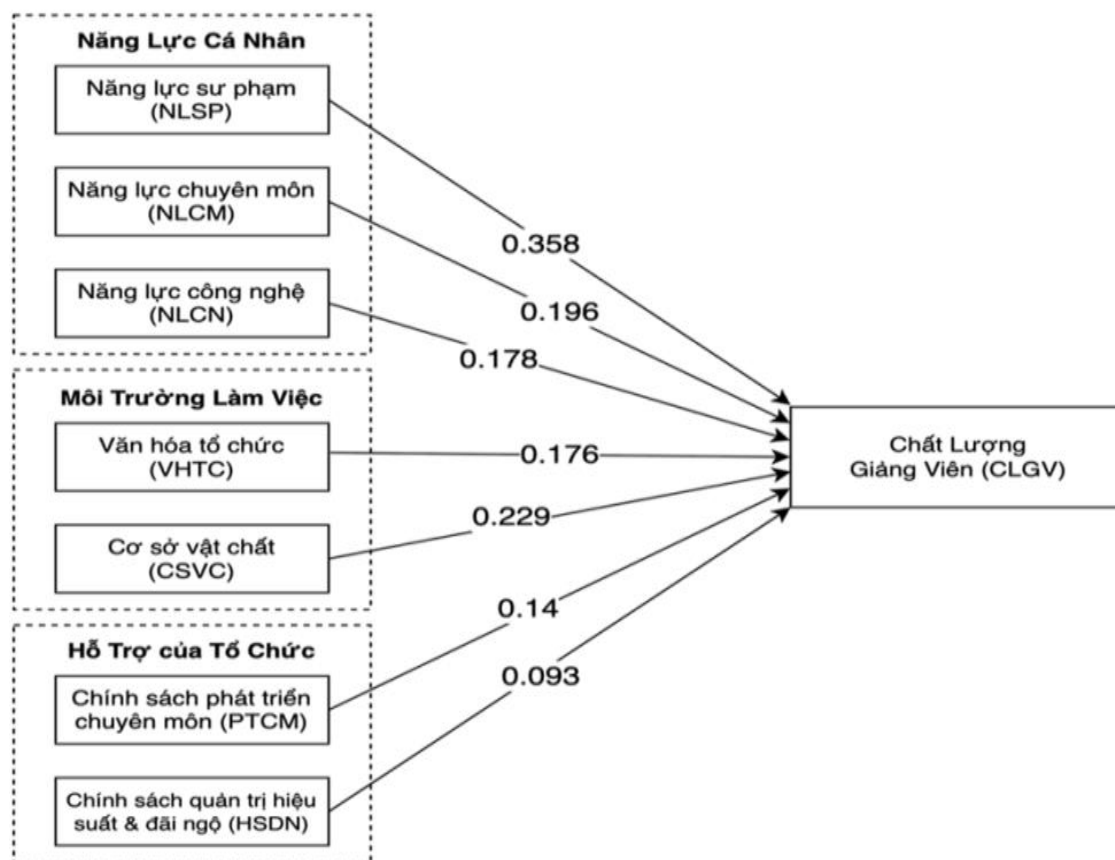 Năng Lực Cá Nhân
Năng lực sư phạm
(NLSP)
Năng lực chuyên môn
(NLCM)
Năng lực công nghệ
(NLCN)
0.358
0.196
0.178
Môi Trường Làm Việc
Văn hóa tổ chức
(VHTC)
Cơ sở vật chất
(CSVC)
0.176
0.229
Chất Lượng
Giảng Viên (CLGV)
Hỗ Trợ của Tổ Chức
Chính sách phát triển
chuyên môn (PTCM)
Chính sách quản trị hiệu
suất & đãi ngộ (HSDN)
0.14
0.093